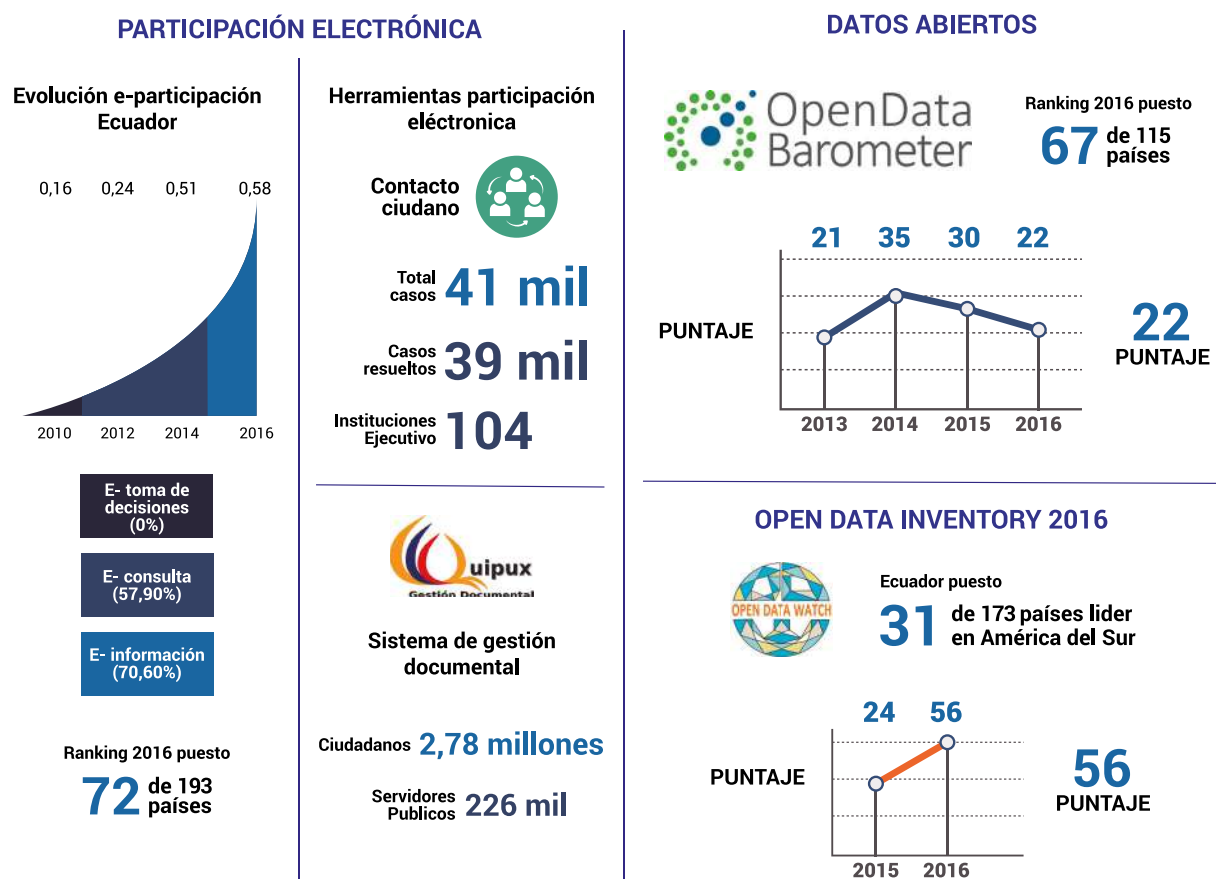 PARTICIPACIÓN ELECTRÓNICA
Evolución e-participación
Ecuador
0,16 0,24 0,51 0,58
2010 2012 2014 2016
E- toma de
decisiones
(0%)
E- consulta
(57,90%)
E- información
(70,60%)
Ranking 2016 puesto
72 de 193
países
Herramientas participación
eléctronica
Contacto
ciudano
Total
casos
41 mil
Casos
resueltos
39 mil
Instituciones
Ejecutivo
104
Quipux
Gestión Documental
Sistema de gestión
documental
Ciudadanos 2,78 millones
Servidores
Publicos
226 mil
DATOS ABIERTOS
OpenData
Barometer
Ranking 2016 puesto
67 de 115
países
21 35 30 22
PUNTAJE
2013 2014 2015 2016
22
PUNTAJE
OPEN DATA INVENTORY 2016
OPEN DATA WATCH
Ecuador puesto
31 de 173 países lider
en América del Sur
24 56
PUNTAJE
2015 2016
56
PUNTAJE